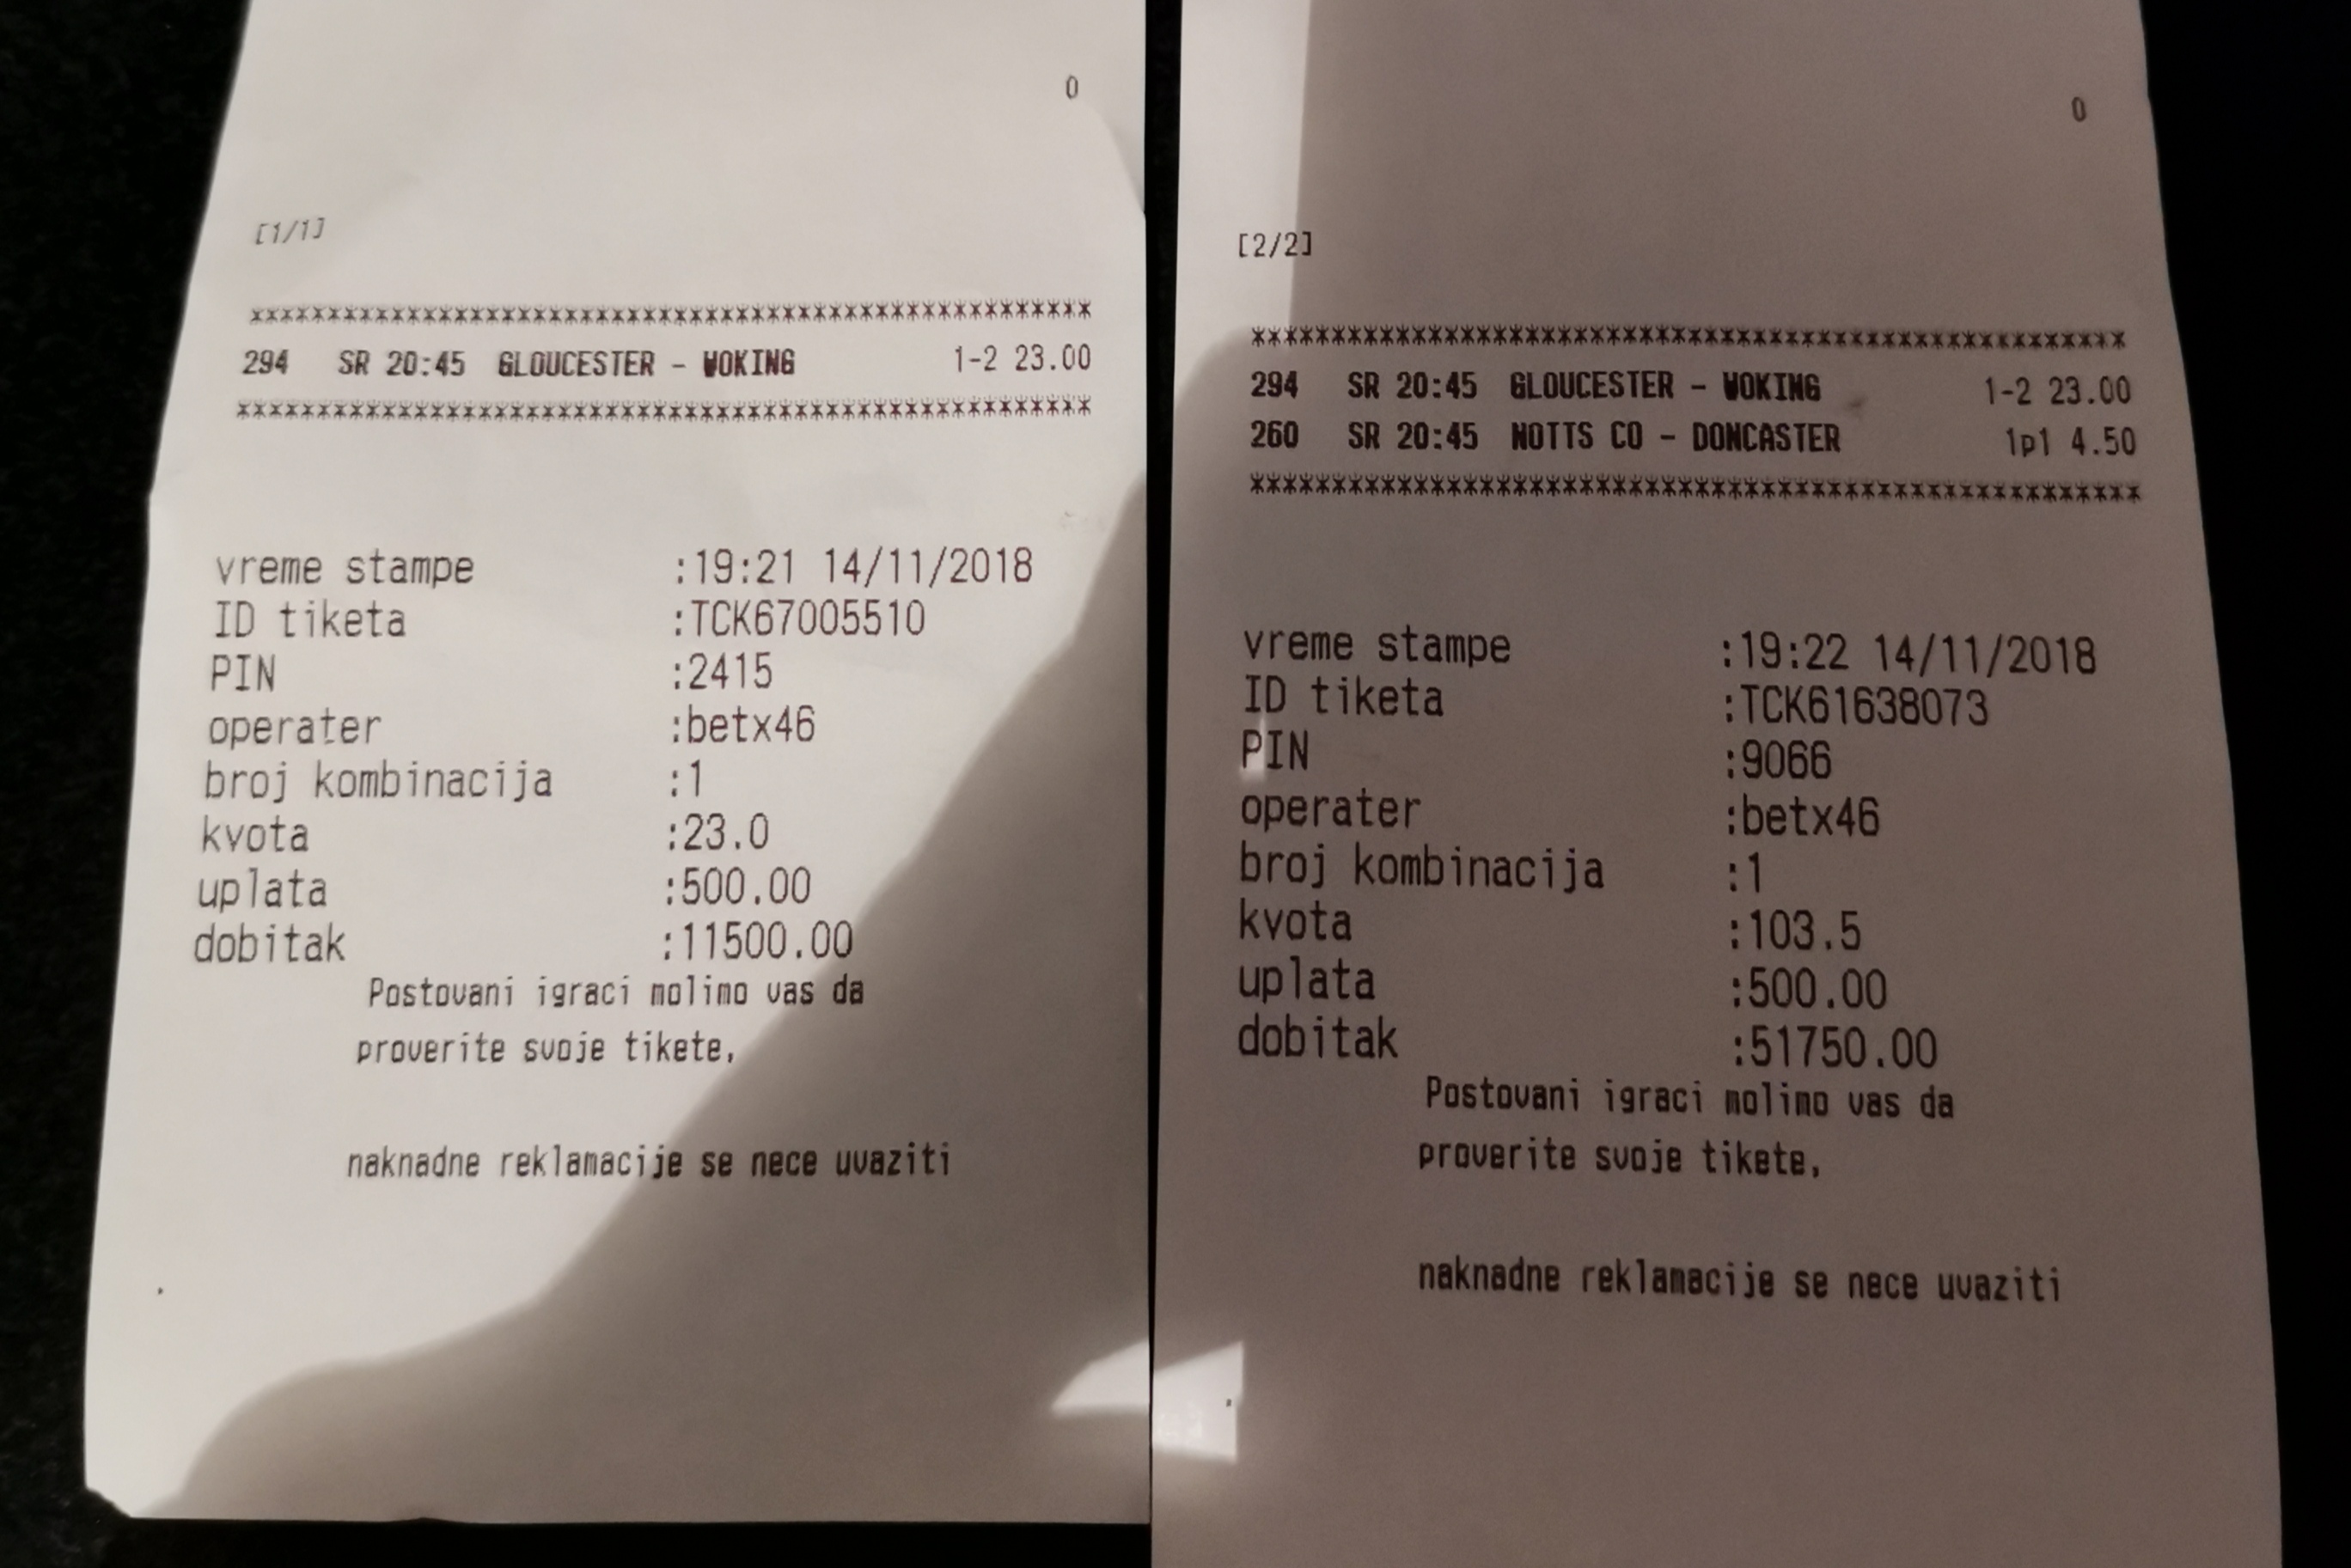 0
[1/1]
******************************************************
294 SR 20:45 GLOUCESTER - WOKING 1-2 23.00
******************************************************
vreme stampe :19:21 14/11/2018
ID tiketa :TCK67005510
PIN :2415
operater :betx46
broj kombinacija :1
kvota :23.0
uplata :500.00
dobitak :11500.00
Postovani igraci molimo vas da
proverite svoje tikete,
naknadne reklamacije se nece uvaziti
0
[2/2]
******************************************************
294 SR 20:45 GLOUCESTER - WOKING 1-2 23.00
260 SR 20:45 NOTTS CO - DONCASTER 1p1 4.50
******************************************************
vreme stampe :19:22 14/11/2018
ID tiketa :TCK61638073
PIN :9066
operater :betx46
broj kombinacija :1
kvota :103.5
uplata :500.00
dobitak :51750.00
Postovani igraci molimo vas da
proverite svoje tikete,
naknadne reklamacije se nece uvaziti